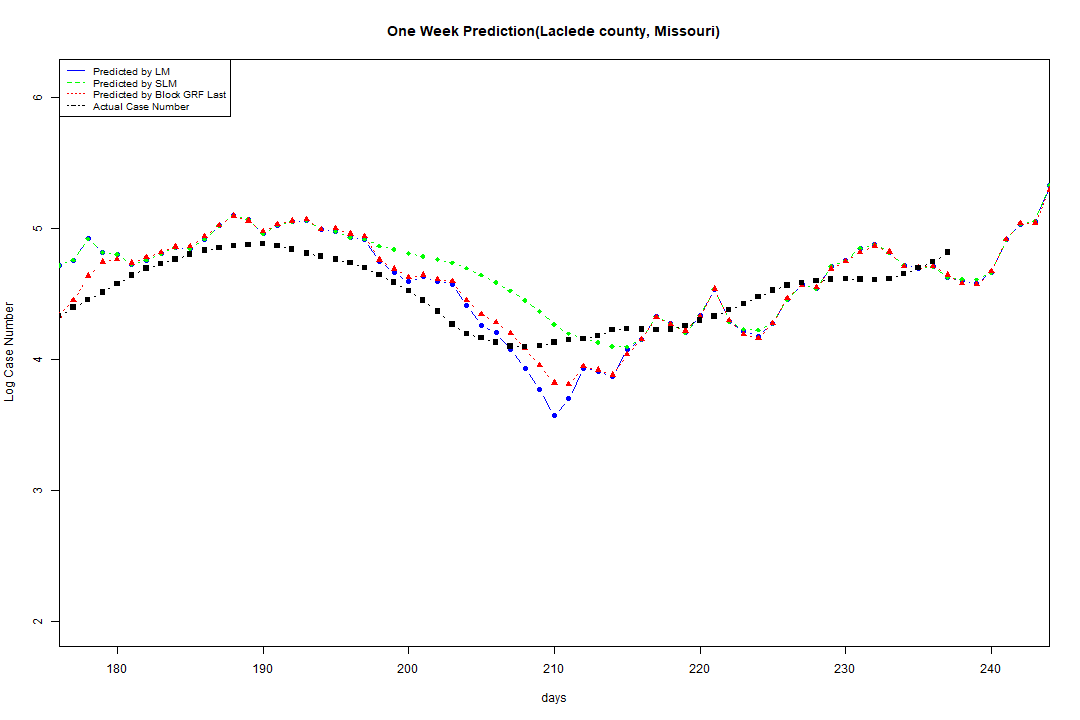 One Week Prediction(Laclede county, Missouri)
Predicted by LM
Predicted by SLM
Predicted by Block GRF Last
Actual Case Number
6
5
4
3
2
Log Case Number
180 190 200 210 220 230 240
days